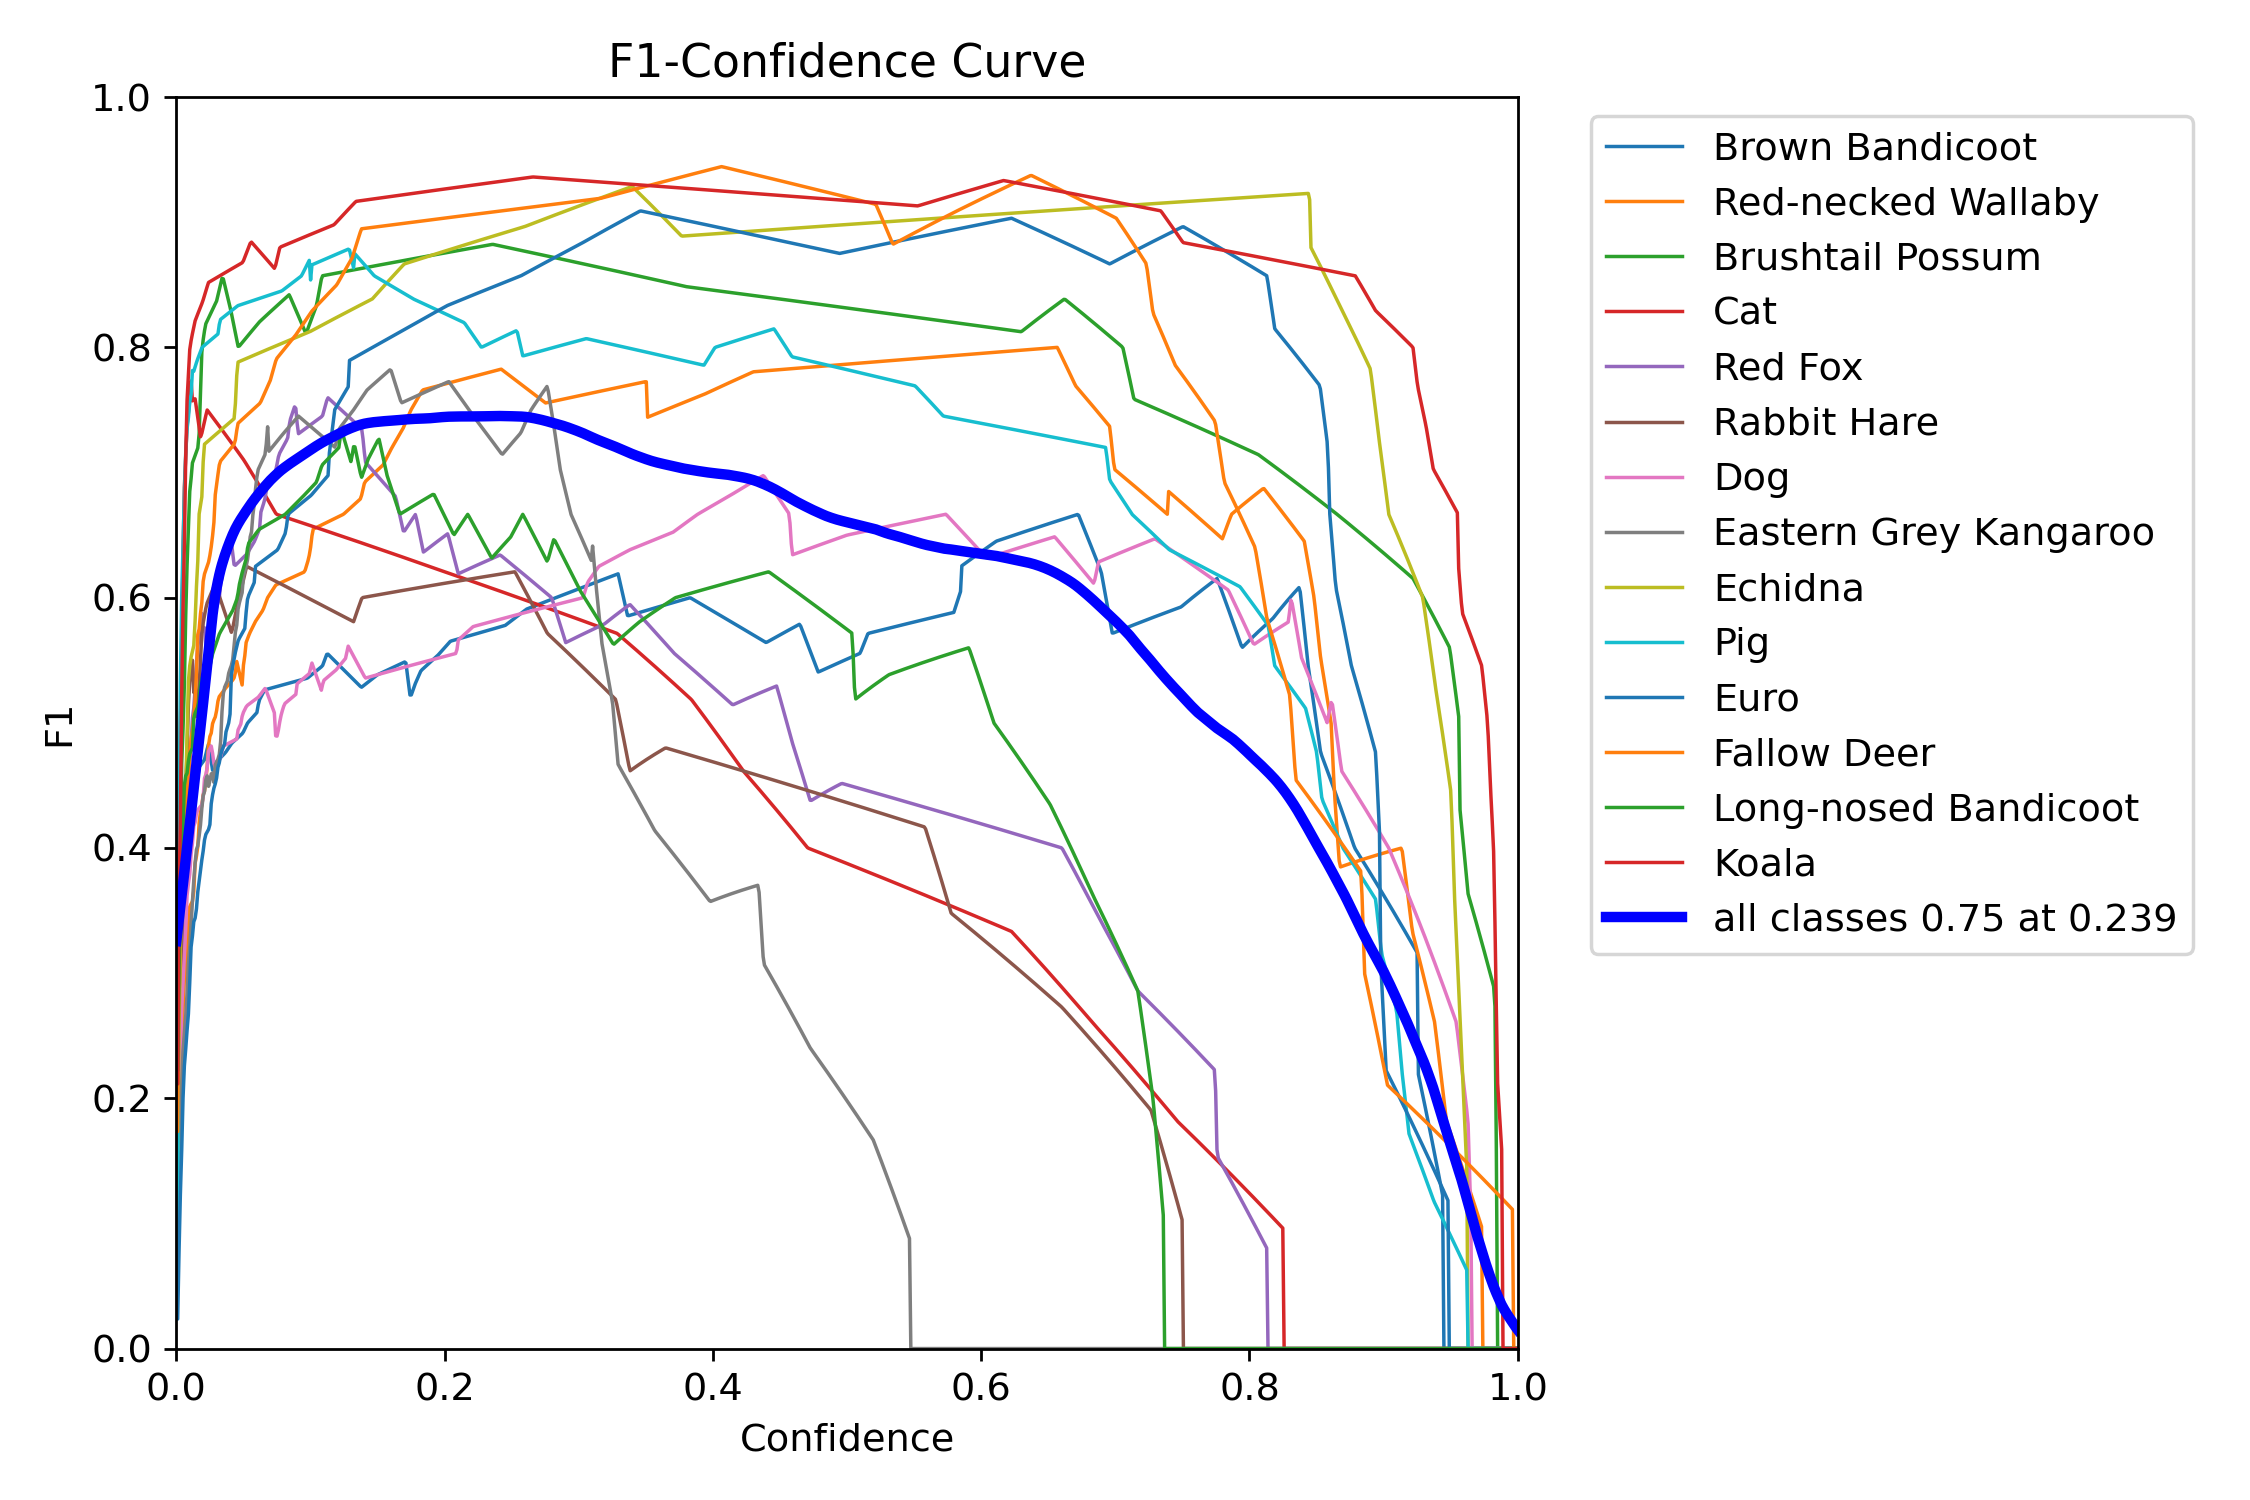 F1-Confidence Curve
1.0
0.8
0.6
0.4
0.2
0.0
F1
0.0 0.2 0.4 0.6 0.8 1.0
Confidence
Brown Bandicoot
Red-necked Wallaby
Brushtail Possum
Cat
Red Fox
Rabbit Hare
Dog
Eastern Grey Kangaroo
Echidna
Pig
Euro
Fallow Deer
Long-nosed Bandicoot
Koala
all classes 0.75 at 0.239